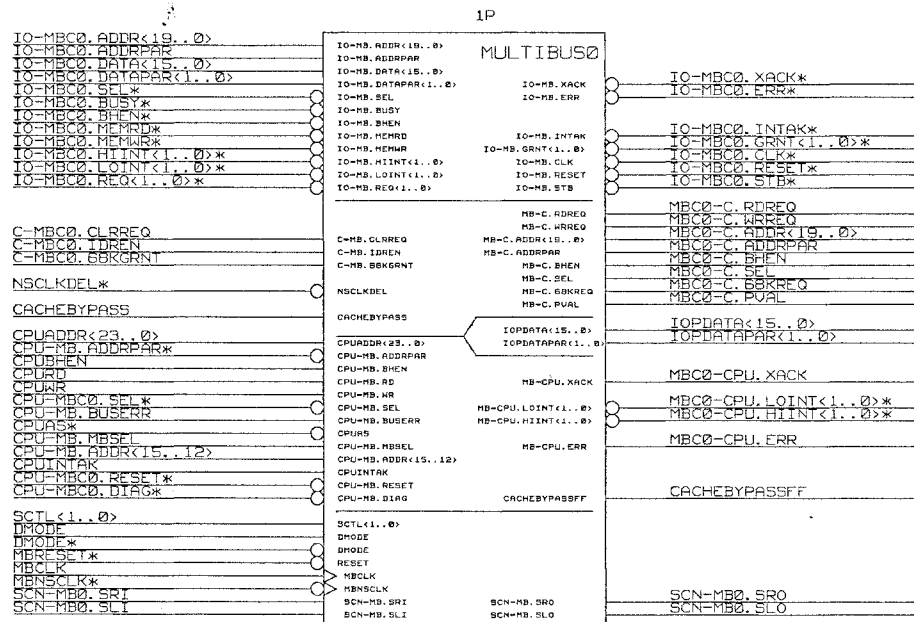 1P
MULTIBUS0
IO-MBC0.ADDR<19..0>
IO-MBC0.ADDRPAR
IO-MBC0.DATA<15..0>
IO-MBC0.DATAPAR<1..0>
IO-MBC0.SEL*
IO-MBC0.BUSY*
IO-MBC0.BHEN*
IO-MBC0.MEMRD*
IO-MBC0.MEMWR*
IO-MBC0.HIINT<1..0>*
IO-MBC0.LOINT<1..0>*
IO-MBC0.REQ<1..0>*
C-MBC0.CLRREQ
C-MBC0.IDREN
C-MBC0.68KGRNT
NSCLKDEL*
CACHEBYPASS
CPUADDR<23..0>
CPU-MB.ADDRPAR*
CPUBHEN
CPURD
CPUWR
CPU-MBC0.SEL*
CPU-MB.BUSERR
CPUAS*
CPU-MB.MBSEL
CPU-MB.ADDR<15..12>
CPUINTAK
CPU-MBC0.RESET*
CPU-MBC0.DIAG*
SCTL<1..0>
DMODE
DMODE*
MBRESET*
MBCLK
MBNSCLK*
SCN-MB0.SRI
SCN-MB0.SLI
IO-MB.ADDR<19..0>
IO-MB.ADDRPAR
IO-MB.DATA<15..0>
IO-MB.DATAPAR<1..0>
IO-MB.SEL
IO-MB.BUSY
IO-MB.BHEN
IO-MB.MEMRD
IO-MB.MEMWR
IO-MB.HIINT<1..0>
IO-MB.LOINT<1..0>
IO-MB.REQ<1..0>
C-MB.CLRREQ
C-MB.IDREN
C-MB.68KGRNT
NSCLKDEL
CACHEBYPASS
CPUADDR<23..0>
CPU-MB.ADDRPAR
CPU-MB.BHEN
CPU-MB.RD
CPU-MB.WR
CPU-MB.SEL
CPU-MB.BUSERR
CPUAS
CPU-MB.MBSEL
CPU-MB.ADDR<15..12>
CPUINTAK
CPU-MB.RESET
CPU-MB.DIAG
SCTL<1..0>
DMODE
DMODE
RESET
MBCLK
MBNSCLK
SCN-MB.SRI
SCN-MB.SLI
IO-MB.XACK
IO-MB.ERR
IO-MB.INTAK
IO-MB.GRNT<1..0>
IO-MB.CLK
IO-MB.RESET
IO-MB.STB
MB-C.RDREQ
MB-C.WRREQ
MB-C.ADDR<19..0>
MB-C.ADDRPAR
MB-C.BHEN
MB-C.SEL
MB-C.68KREQ
MB-C.PVAL
IOPDATA<15..0>
IOPDATAPAR<1..0>
MB-CPU.XACK
MB-CPU.LOINT<1..0>
MB-CPU.HIINT<1..0>
MB-CPU.ERR
CACHEBYPASSFF
SCN-MB.SRO
SCN-MB.SLO
IO-MBC0.XACK*
IO-MBC0.ERR*
IO-MBC0.INTAK*
IO-MBC0.GRNT<1..0>*
IO-MBC0.CLK*
IO-MBC0.RESET*
IO-MBC0.STB*
MBC0-C.RDREQ
MBC0-C.WRREQ
MBC0-C.ADDR<19..0>
MBC0-C.ADDRPAR
MBC0-C.BHEN
MBC0-C.SEL
MBC0-C.68KREQ
MBC0-C.PVAL
IOPDATA<15..0>
IOPDATAPAR<1..0>
MBC0-CPU.XACK
MBC0-CPU.LOINT<1..0>*
MBC0-CPU.HIINT<1..0>*
MBC0-CPU.ERR
CACHEBYPASSFF
SCN-MB0.SRO
SCN-MB0.SLO